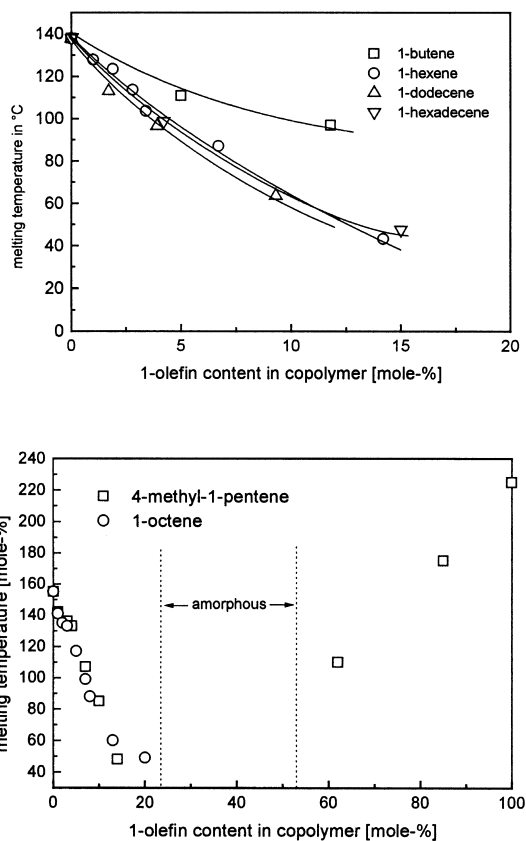 140
120
100
80
60
40
20
0
melting temperature in °C
1-butene
1-hexene
1-dodecene
1-hexadecene
0 5 10 15 20
1-olefin content in copolymer [mole-%]
240
220
200
180
160
140
120
100
80
60
40
melting temperature [mole-%]
4-methyl-1-pentene
1-octene
amorphous
0 20 40 60 80 100
1-olefin content in copolymer [mole-%]